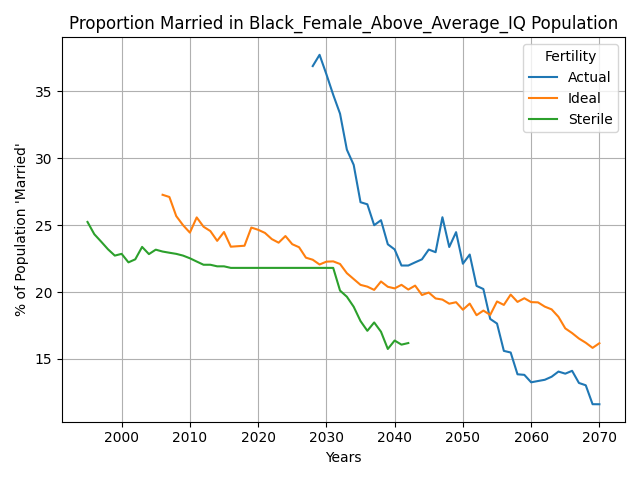 Proportion Married in Black_Female_Above_Average_IQ Population
% of Population 'Married'
35
30
25
20
15
2000 2010 2020 2030 2040 2050 2060 2070
Years
Fertility
Actual
Ideal
Sterile